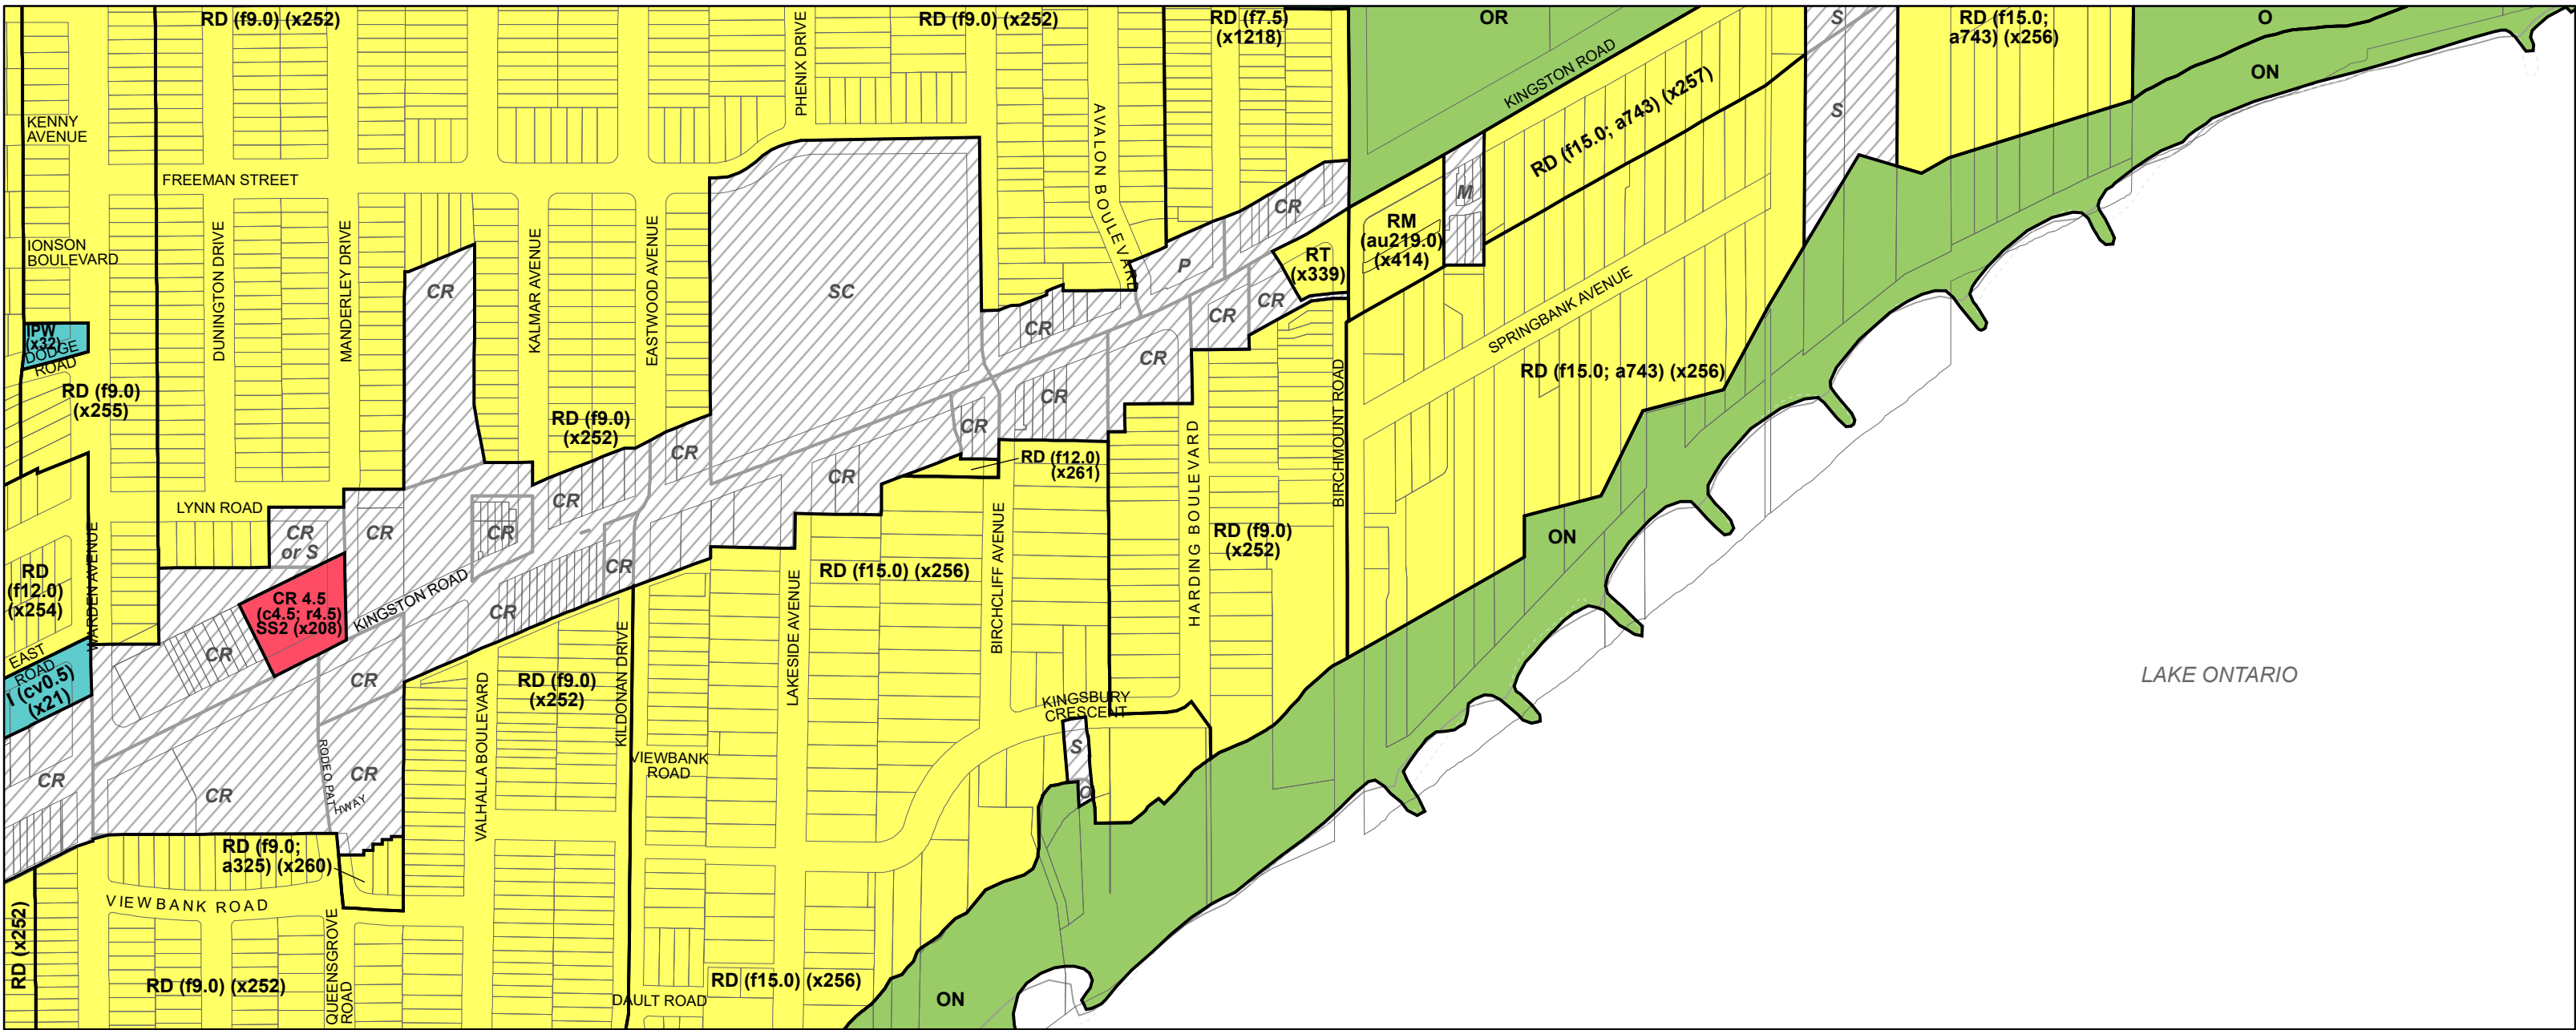 RD (f9.0) (x252)
PHENIX DRIVE
RD (f9.0) (x252)
RD (f7.5)
(x1218)
OR
KINGSTON ROAD
S
RD (f15.0;
a743) (x256)
O
ON
KENNY
AVENUE
AVALON BOULEVARD
RD (f15.0; a743) (x257)
S
FREEMAN STREET
M
CR
IONSON
BOULEVARD
DUNINGTON DRIVE
MANDERLEY DRIVE
CR
KALMAR AVENUE
EASTWOOD AVENUE
SC
P
RT
(x339)
RM
(au219.0)
(x414)
CR
CR
CR
CR
SPRINGBANK AVENUE
IPW
(x32)
DODGE
ROAD
RD (f9.0)
(x255)
RD (f9.0)
(x252)
CR
CR
CR
CR
RD (f12.0)
(x261)
RD (f15.0; a743) (x256)
BIRCHMOUNT ROAD
HARDING BOULEVARD
LYNN ROAD
CR
or S
CR
CR
CR
CR
RD (f9.0)
(x252)
ON
WARDEN AVENUE
RD
(f12.0)
(x254)
CR 4.5
(c4.5; r4.5)
SS2 (x208)
KINGSTON ROAD
CR
RD (f15.0) (x256)
BIRCHCLIFF AVENUE
LAKESIDE AVENUE
EAST
ROAD
I (cv0.5)
(x21)
CR
CR
VALHALLA BOULEVARD
RD (f9.0)
(x252)
KILDONAN DRIVE
KINGSBURY
CRESCENT
LAKE ONTARIO
S
O
VIEWBANK
ROAD
CR
CR
RODEO PATHWAY
CR
RD (f9.0;
a325) (x260)
VIEWBANK ROAD
RD (x252)
QUEENSGROVE
ROAD
RD (f9.0) (x252)
DAULT ROAD
RD (f15.0) (x256)
ON